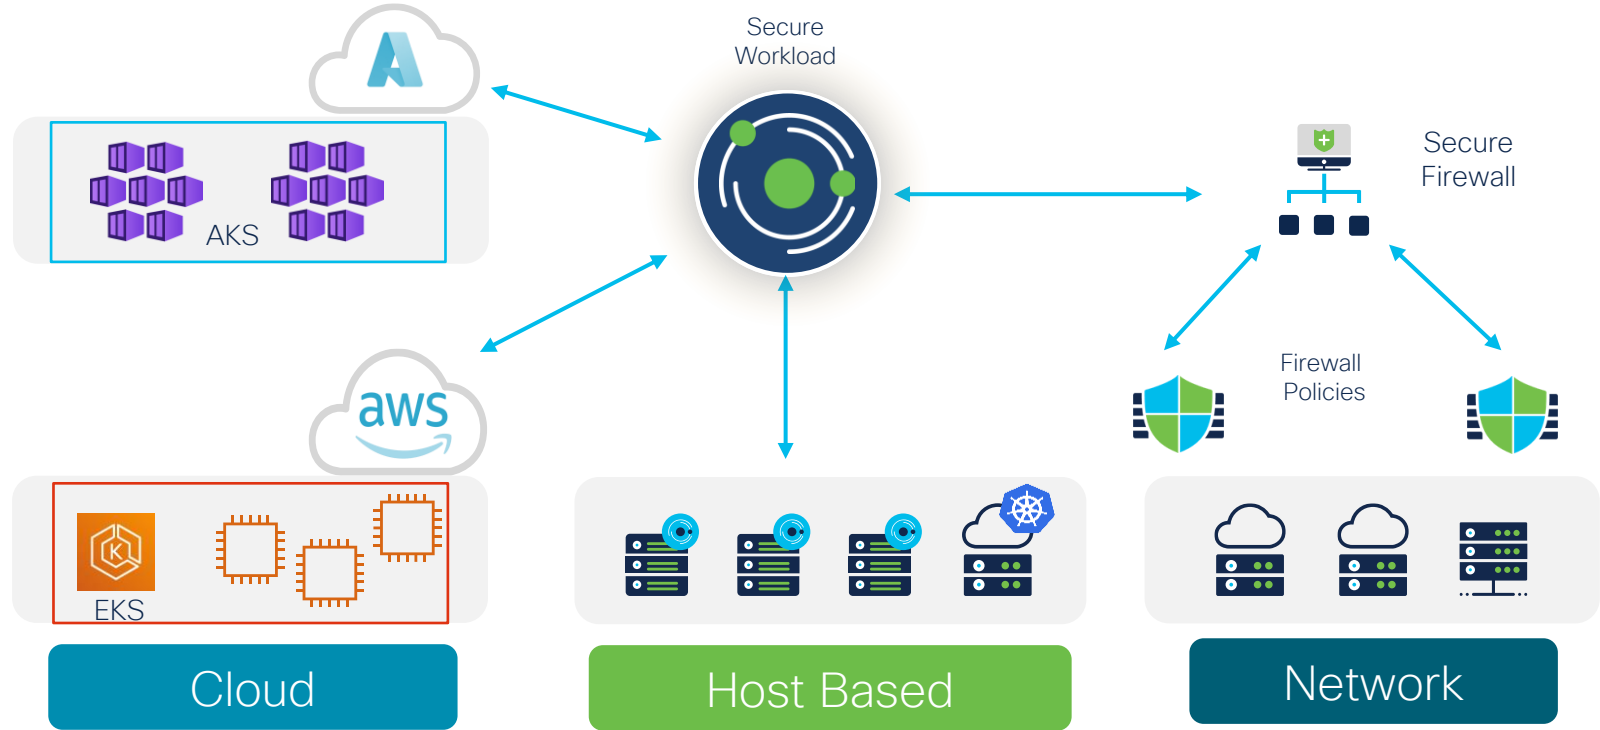 Secure
Workload
AKS
Secure
Firewall
Firewall
Policies
aws
K
EKS
Cloud
Host Based
Network